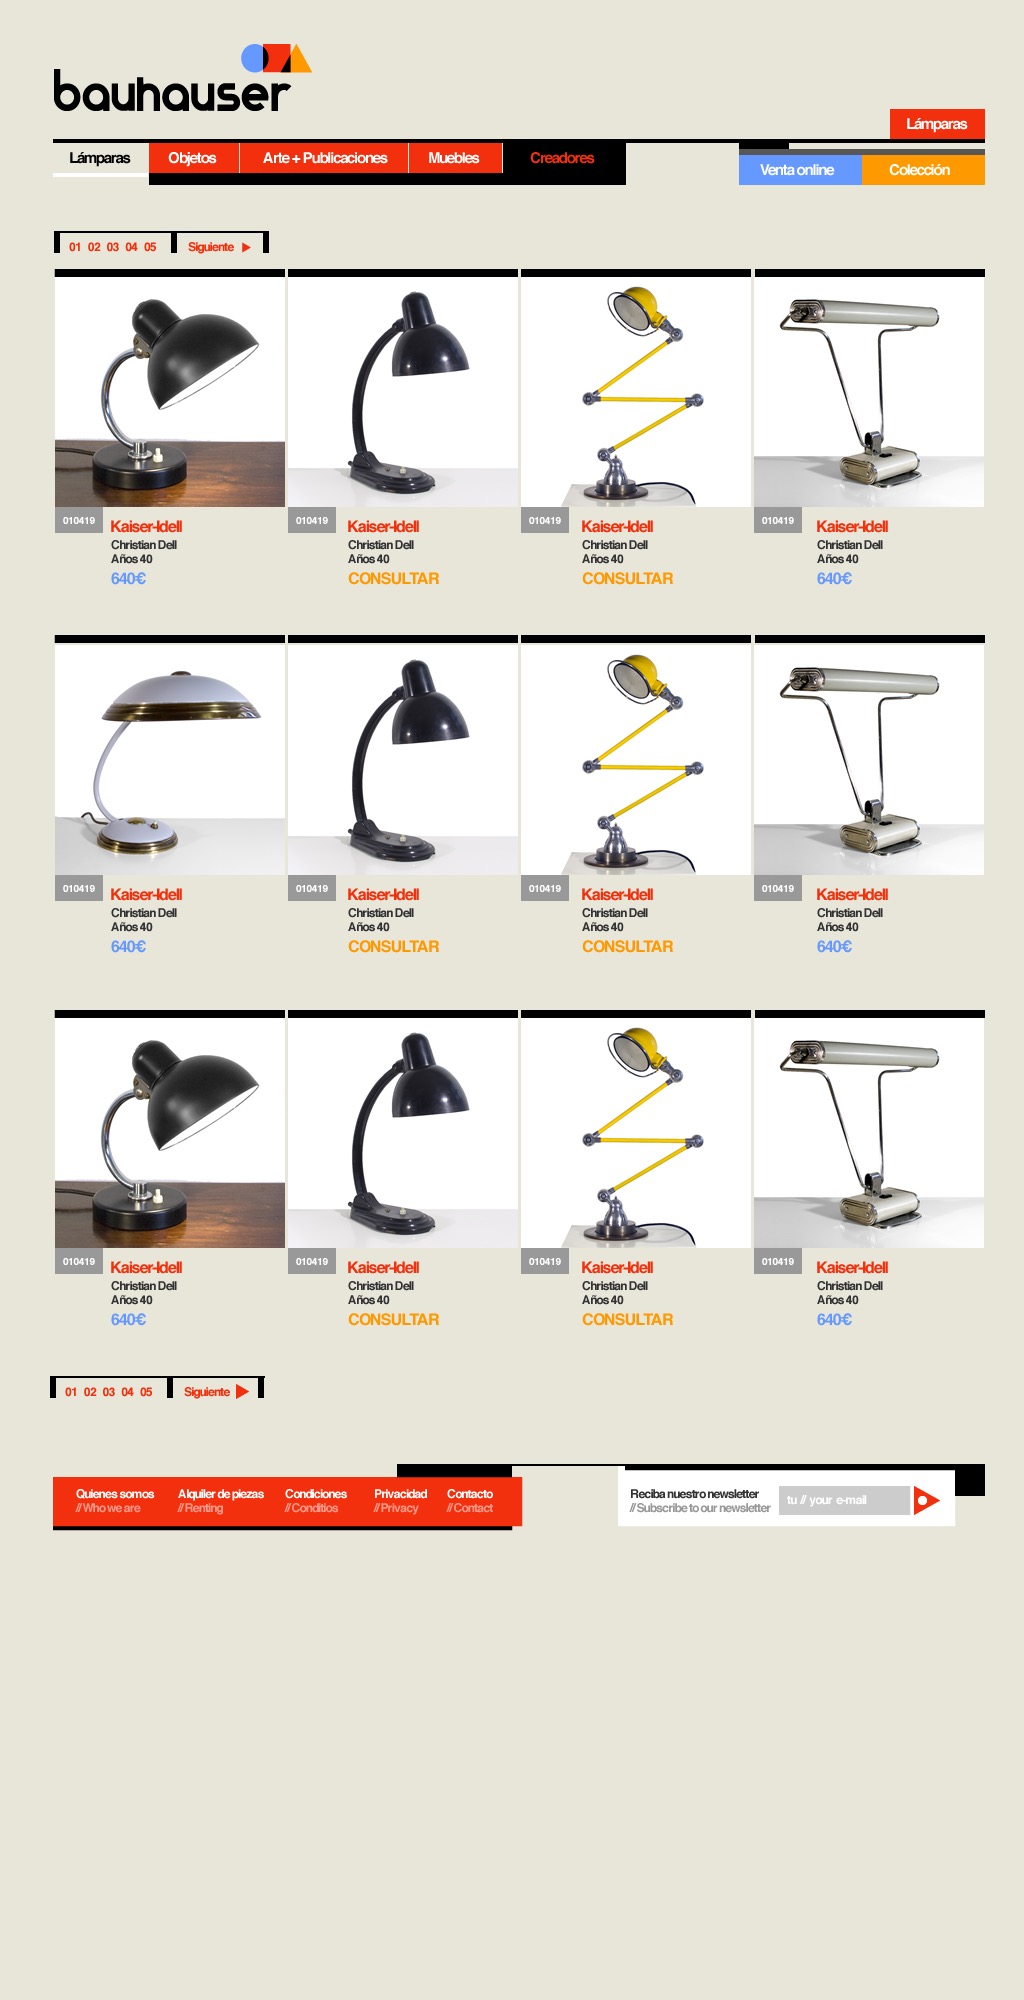 bauhauser
Lámparas
Lámparas Objetos Arte + Publicaciones Muebles Creadores
Venta online Colección
01 02 03 04 05 Siguiente
010419 Kaiser-Idell 010419 Kaiser-Idell 010419 Kaiser-Idell 010419 Kaiser-Idell
Christian Dell Christian Dell Christian Dell Christian Dell
Años 40 Años 40 Años 40 Años 40
640€ CONSULTAR CONSULTAR 640€
010419 Kaiser-Idell 010419 Kaiser-Idell 010419 Kaiser-Idell 010419 Kaiser-Idell
Christian Dell Christian Dell Christian Dell Christian Dell
Años 40 Años 40 Años 40 Años 40
640€ CONSULTAR CONSULTAR 640€
010419 Kaiser-Idell 010419 Kaiser-Idell 010419 Kaiser-Idell 010419 Kaiser-Idell
Christian Dell Christian Dell Christian Dell Christian Dell
Años 40 Años 40 Años 40 Años 40
640€ CONSULTAR CONSULTAR 640€
01 02 03 04 05 Siguiente
Quienes somos Alquiler de piezas Condiciones Privacidad Contacto
//Who we are //Renting //Conditios //Privacy //Contact
Reciba nuestro newsletter
//Subscribe to our newsletter
tu // your e-mail